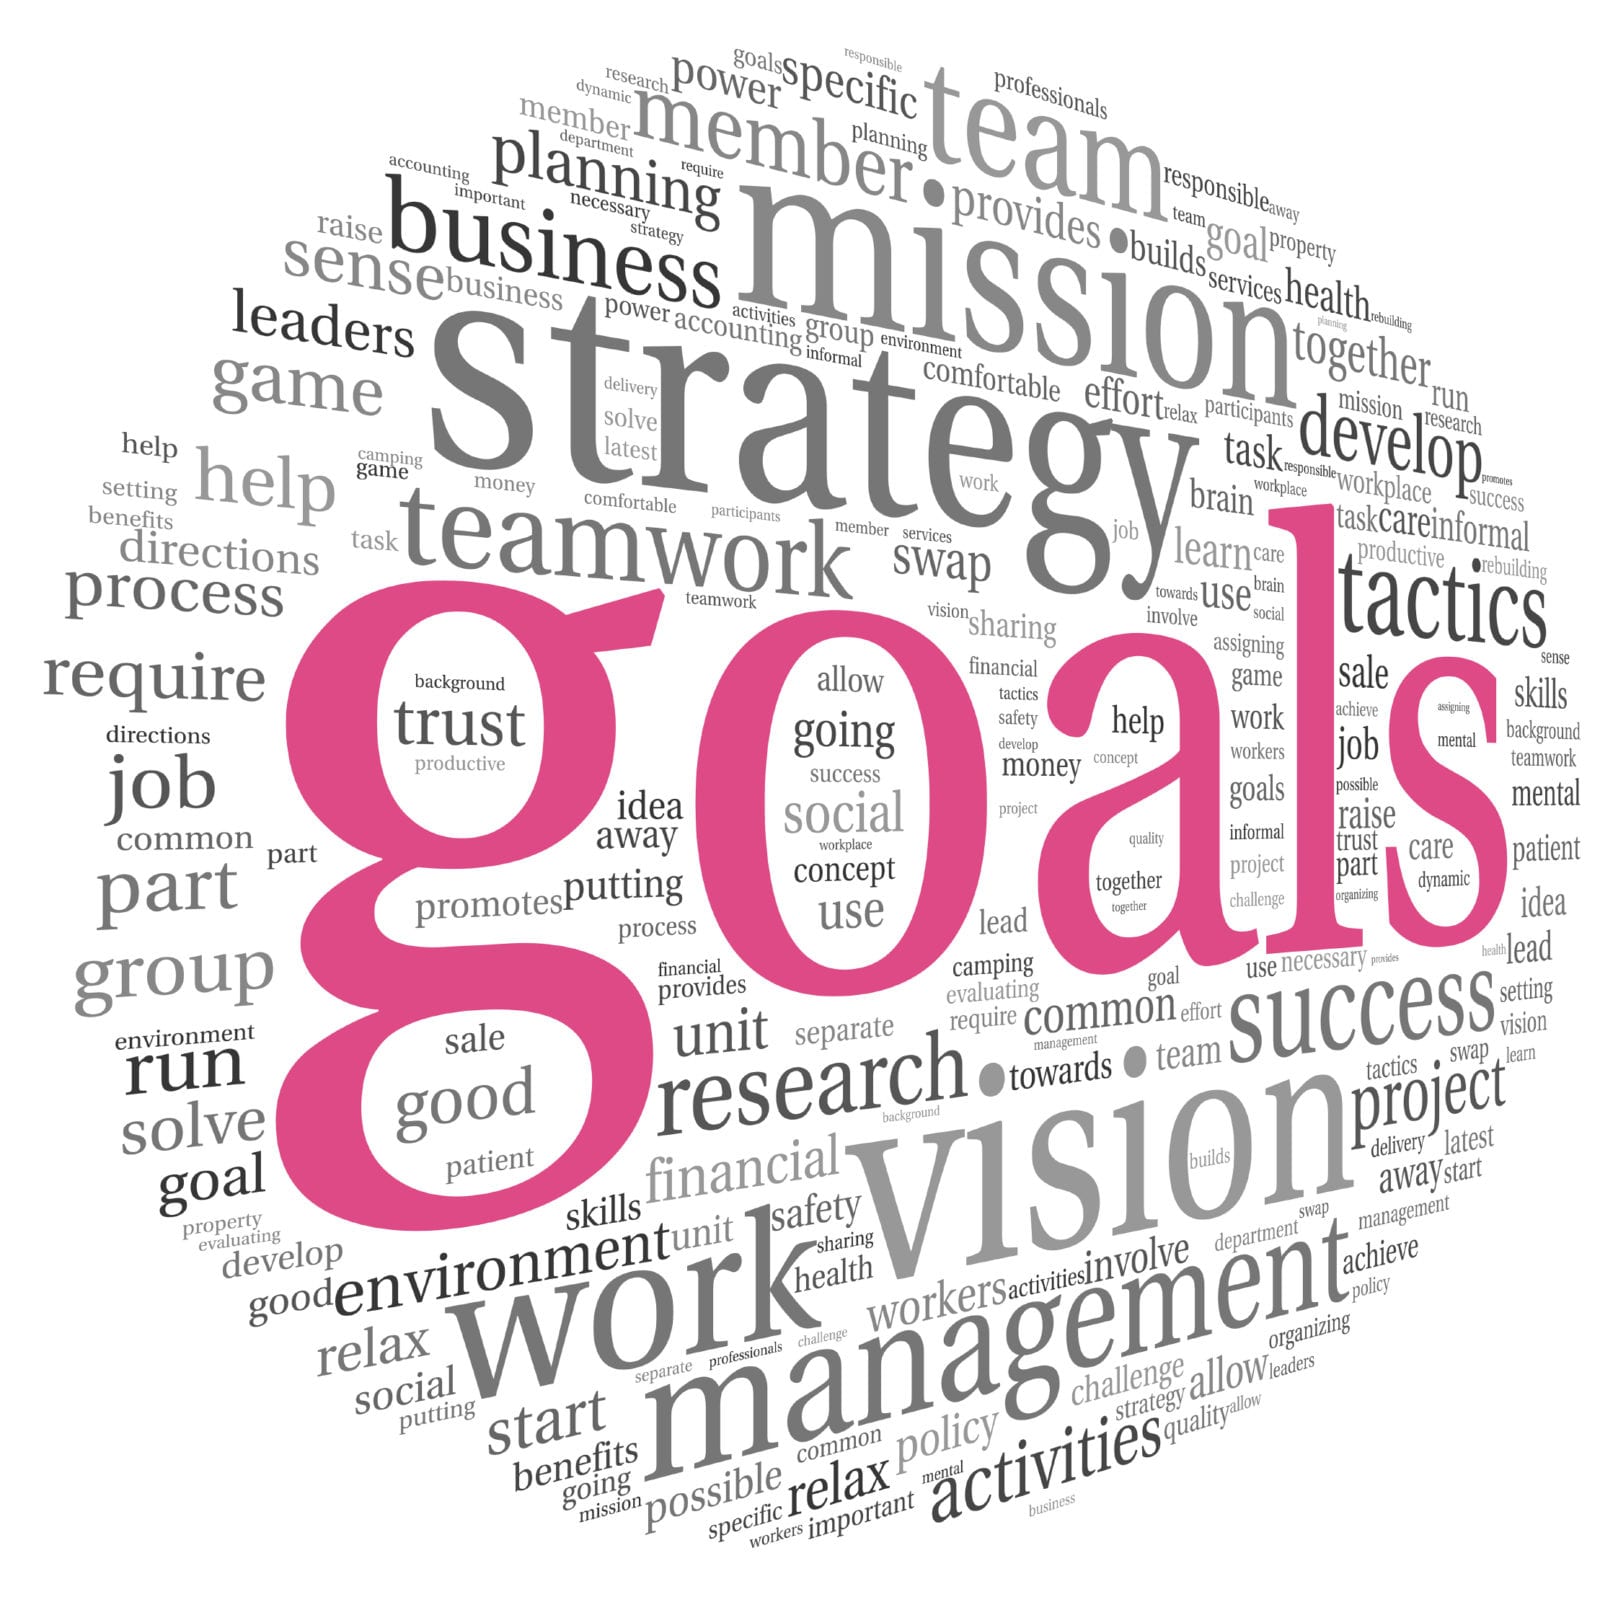 responsible
goals
specific
professionals
research
power
team
dynamic
member
member
planning
department
planning
require
responsible
away
accounting
important
necessary
strategy
mission
provides
team
goal
property
builds
services
health
rebuilding
planning
raise
business
sense
business
power
accounting
activities
group
environment
informal
together
run
leaders
strategy
comfortable
effort
relax
participants
mission
research
develop
promotes
game
delivery
solve
latest
task
responsible
workplace
success
workplace
help
help
camping
game
setting
money
comfortable
participants
work
brain
benefits
directions
task
teamwork
member
services
swap
job
learn
care
task
care
informal
productive
rebuilding
process
teamwork
vision
sharing
towards
use
brain
social
involve
tactics
assigning
sense
require
goals
background
trust
productive
allow
going
success
social
workplace
concept
use
financial
tactics
safety
develop
money
concept
project
help
game
work
workers
goals
informal
project
challenge
quality
together
together
sale
achieve
job
possible
raise
trust
part
organizing
assigning
mental
care
dynamic
skills
background
teamwork
mental
patient
idea
directions
job
common
part
part
idea
away
promotes
putting
process
group
financial
provides
lead
camping
evaluating
require
goal
use
necessary
provides
health
lead
environment
run
sale
good
patient
unit
separate
common
effort
management
success
setting
vision
solve
research
towards
team
tactics
swap
learn
background
project
goal
financial
vision
builds
delivery
latest
away
start
property
evaluating
develop
skills
unit
safety
sharing
health
department
swap
management
good
environment
work
workers
activities
involve
achieve
policy
relax
social
putting
separate
professionals
challenge
management
organizing
start
challenge
allow
leaders
strategy
quality
allow
benefits
going
mission
possible
common
policy
activities
specific
relax
mental
workers
important
business